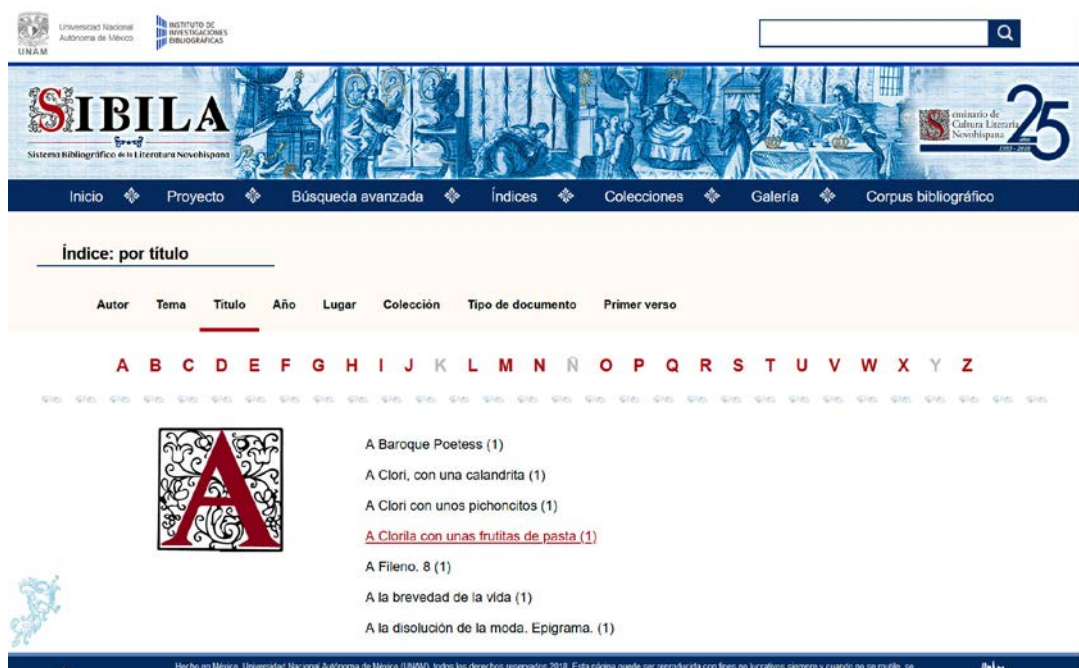 UNAM
Universidad Nacional
Autónoma de México
INSTITUTO DE
INVESTIGACIONES
BIBLIOGRÁFICAS
SIBILA
Sistema Bibliográfico de la Literatura Novohispana
Seminario de
Cultura Literaria
Novohispana
25
Inicio Proyecto Búsqueda avanzada Índices Colecciones Galería Corpus bibliográfico
Índice: por título
Autor Tema Título Año Lugar Colección Tipo de documento Primer verso
A B C D E F G H I J K L M N Ñ O P Q R S T U V W X Y Z
A
A Baroque Poetess (1)
A Clori, con una calandrita (1)
A Clori con unos pichoncitos (1)
A Clorila con unas frutitas de pasta (1)
A Fileno. 8 (1)
A la brevedad de la vida (1)
A la disolución de la moda. Epigrama. (1)
Hecho en México, Universidad Nacional Autónoma de México (UNAM), todos los derechos reservados 2018. Esta página puede ser reproducida con fines no lucrativos siempre y cuando no se mutile, se